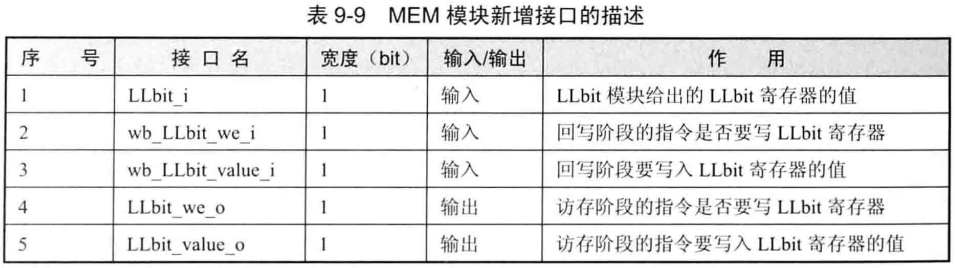 表 9-9 MEM 模块新增接口的描述
序 号 接 口 名 宽度（bit） 输入/输出 作 用
1 LLbit_i 1 输入 LLbit 模块给出的 LLbit 寄存器的值
2 wb_LLbit_we_i 1 输入 回写阶段的指令是否要写 LLbit 寄存器
3 wb_LLbit_value_i 1 输入 回写阶段要写入 LLbit 寄存器的值
4 LLbit_we_o 1 输出 访存阶段的指令是否要写 LLbit 寄存器
5 LLbit_value_o 1 输出 访存阶段的指令要写入 LLbit 寄存器的值